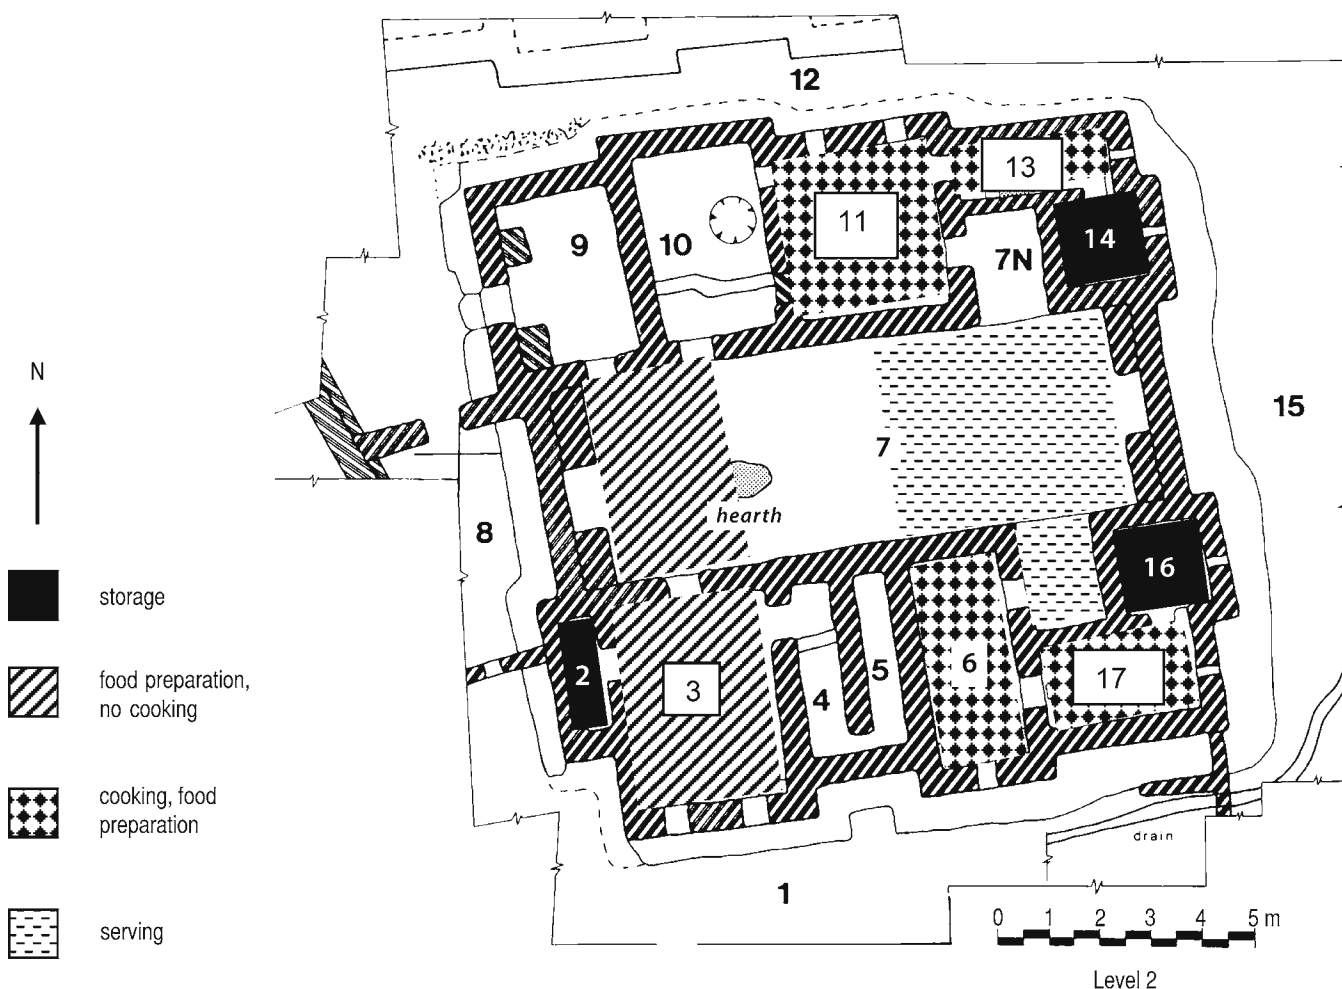 12
13
11
9
10
14
7N
N
15
7
hearth
8
storage
16
2
6
food preparation,
no cooking
3
5
17
4
cooking, food
preparation
drain
1
0 1 2 3 4 5 m
serving
Level 2